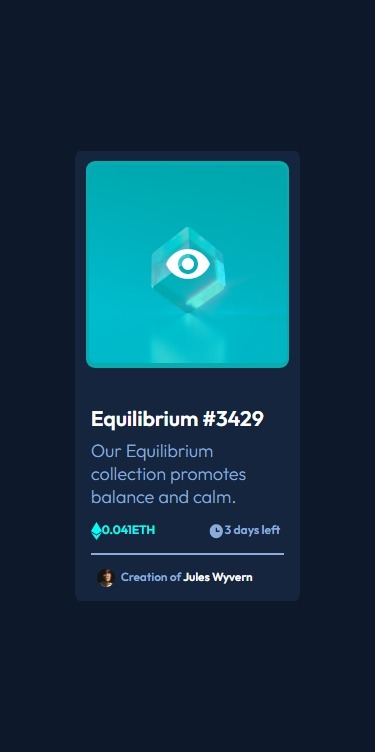 Equilibrium #3429
Our Equilibrium
collection promotes
balance and calm.
0.041ETH 3 days left
Creation of Jules Wyvern